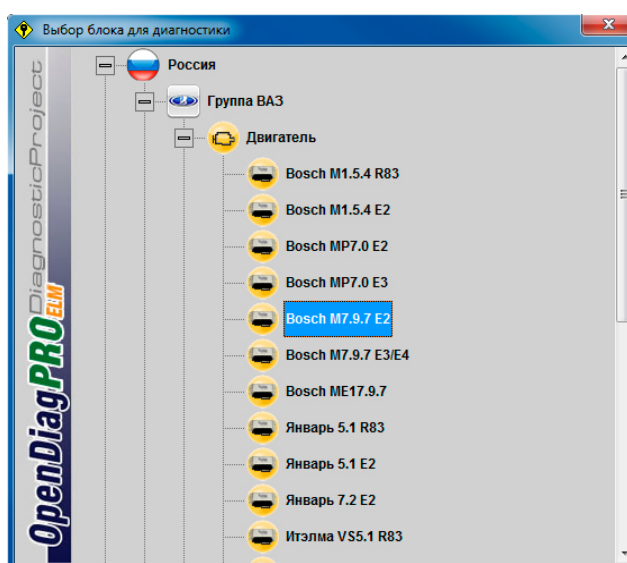 Выбор блока для диагностики
Россия
Группа ВАЗ
Двигатель
Bosch M1.5.4 R83
Bosch M1.5.4 E2
Bosch MP7.0 E2
Bosch MP7.0 E3
Bosch M7.9.7 E2
Bosch M7.9.7 E3/E4
Bosch ME17.9.7
Январь 5.1 R83
Январь 5.1 E2
Январь 7.2 E2
Итэлма VS5.1 R83
OpenDiagPRO ELM
DiagnosticProject